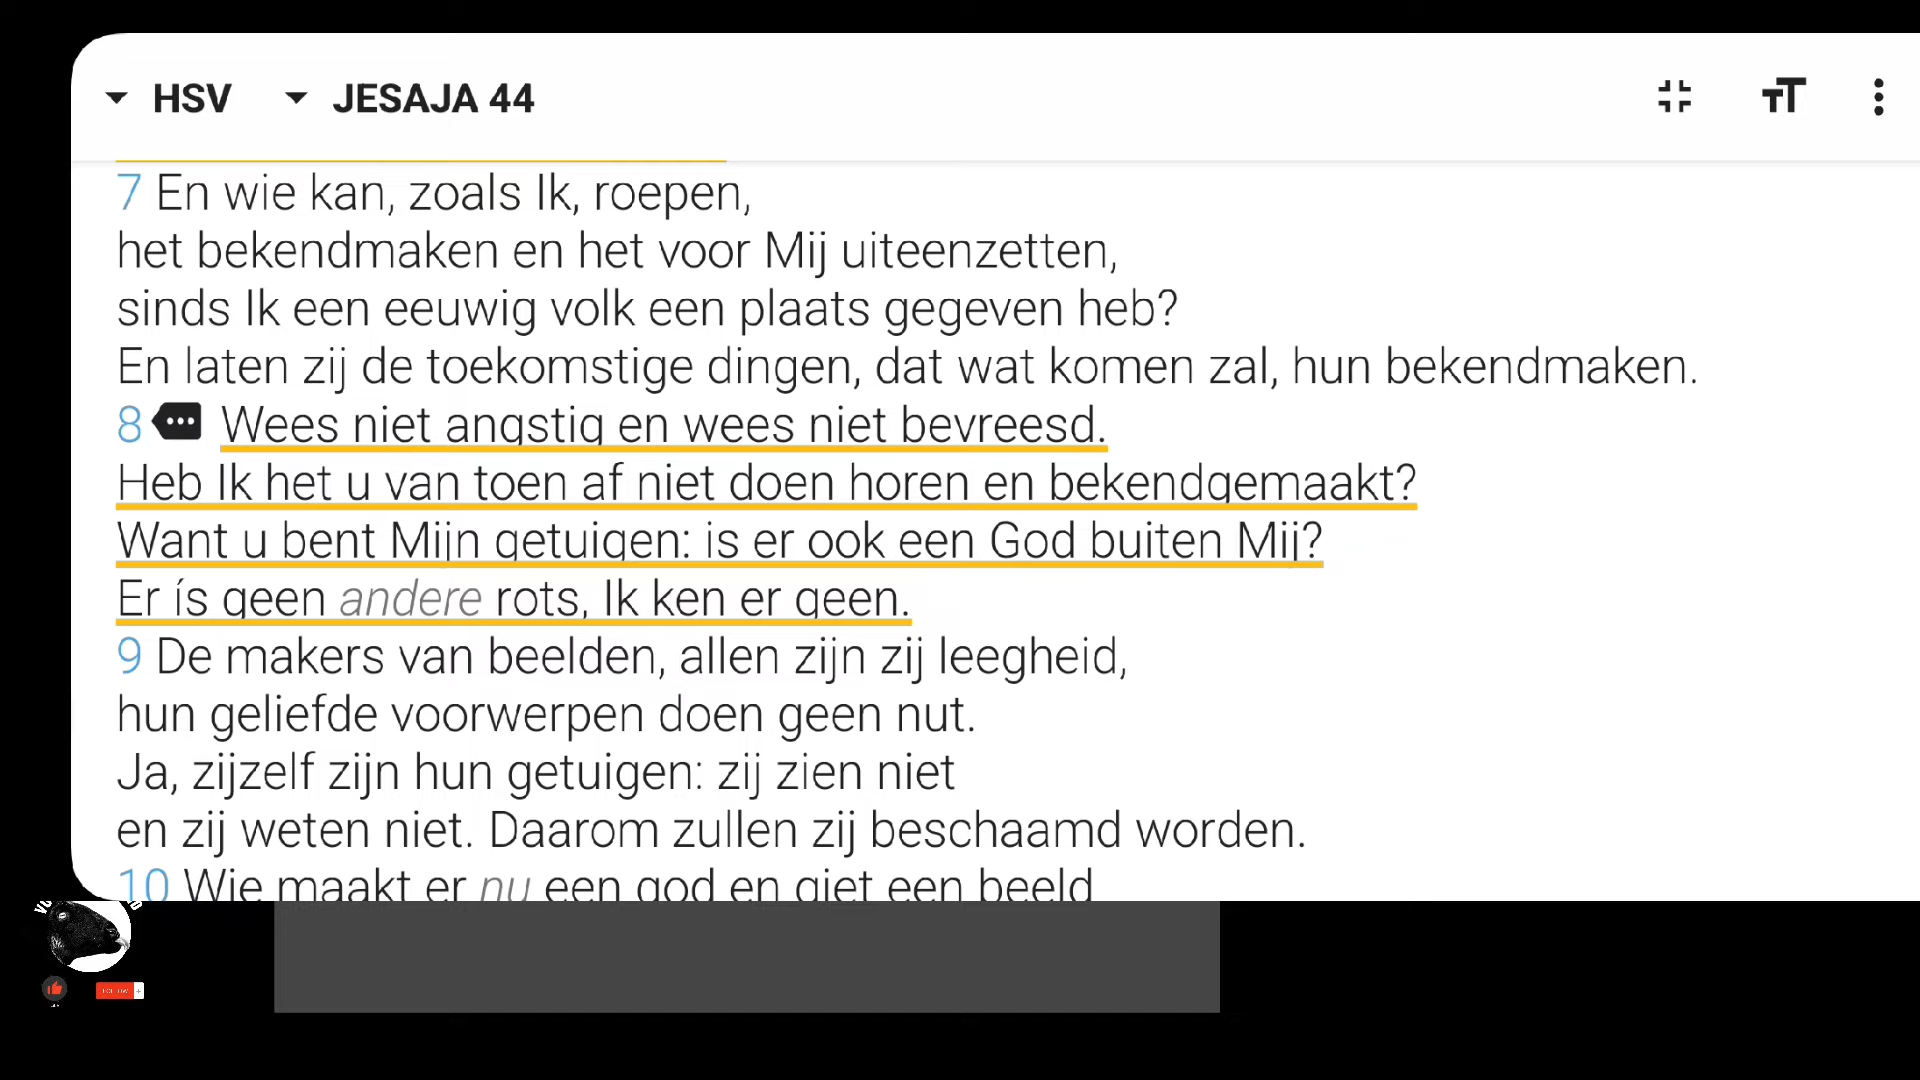 HSV JESAJA 44
7 En wie kan, zoals Ik, roepen,
het bekendmaken en het voor Mij uiteenzetten,
sinds Ik een eeuwig volk een plaats gegeven heb?
En laten zij de toekomstige dingen, dat wat komen zal, hun bekendmaken.
8 Wees niet angstig en wees niet bevreesd.
Heb Ik het u van toen af niet doen horen en bekendgemaakt?
Want u bent Mijn getuigen: is er ook een God buiten Mij?
Er ís geen andere rots, Ik ken er geen.
9 De makers van beelden, allen zijn zij leegheid,
hun geliefde voorwerpen doen geen nut.
Ja, zijzelf zijn hun getuigen: zij zien niet
en zij weten niet. Daarom zullen zij beschaamd worden.
10 Wie maakt er nu een god en giet een beeld
FOLLOW